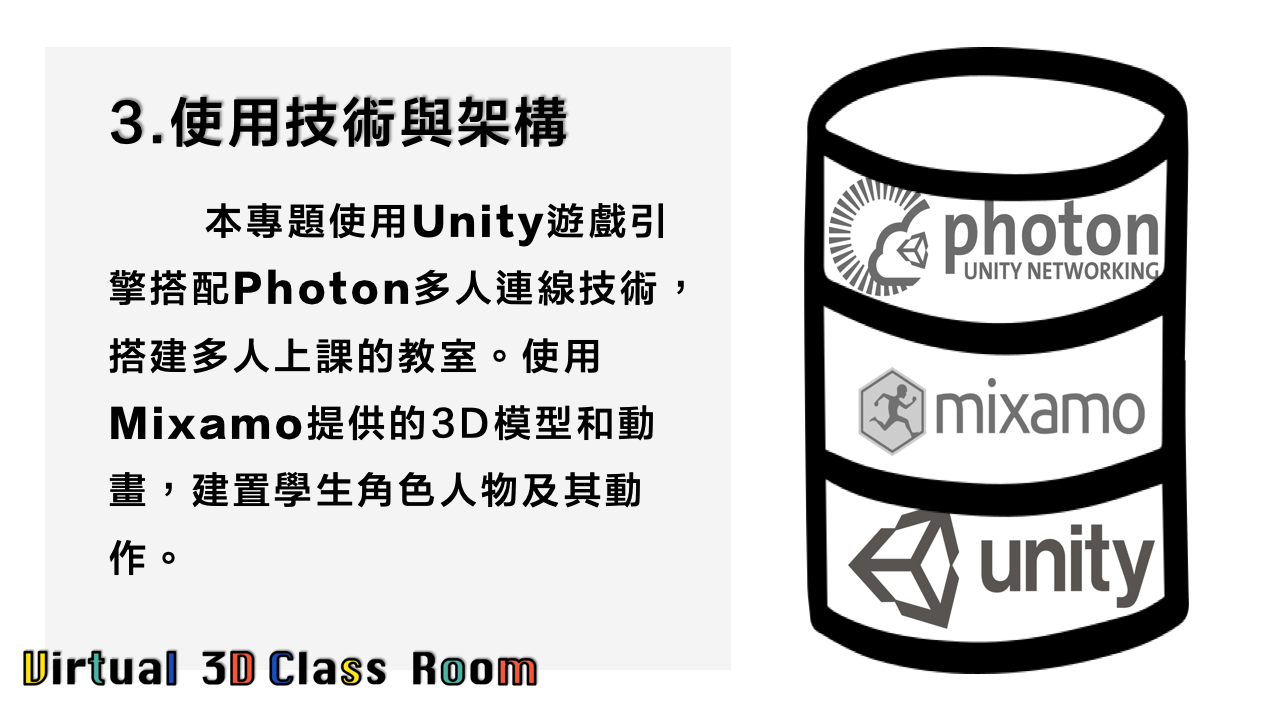 3.使用技術與架構
本專題使用Unity遊戲引
擎搭配Photon多人連線技術，
搭建多人上課的教室。使用
Mixamo提供的3D模型和動
畫，建置學生角色人物及其動
作。
photon
UNITY NETWORKING
mixamo
unity
Virtual 3D Class Room